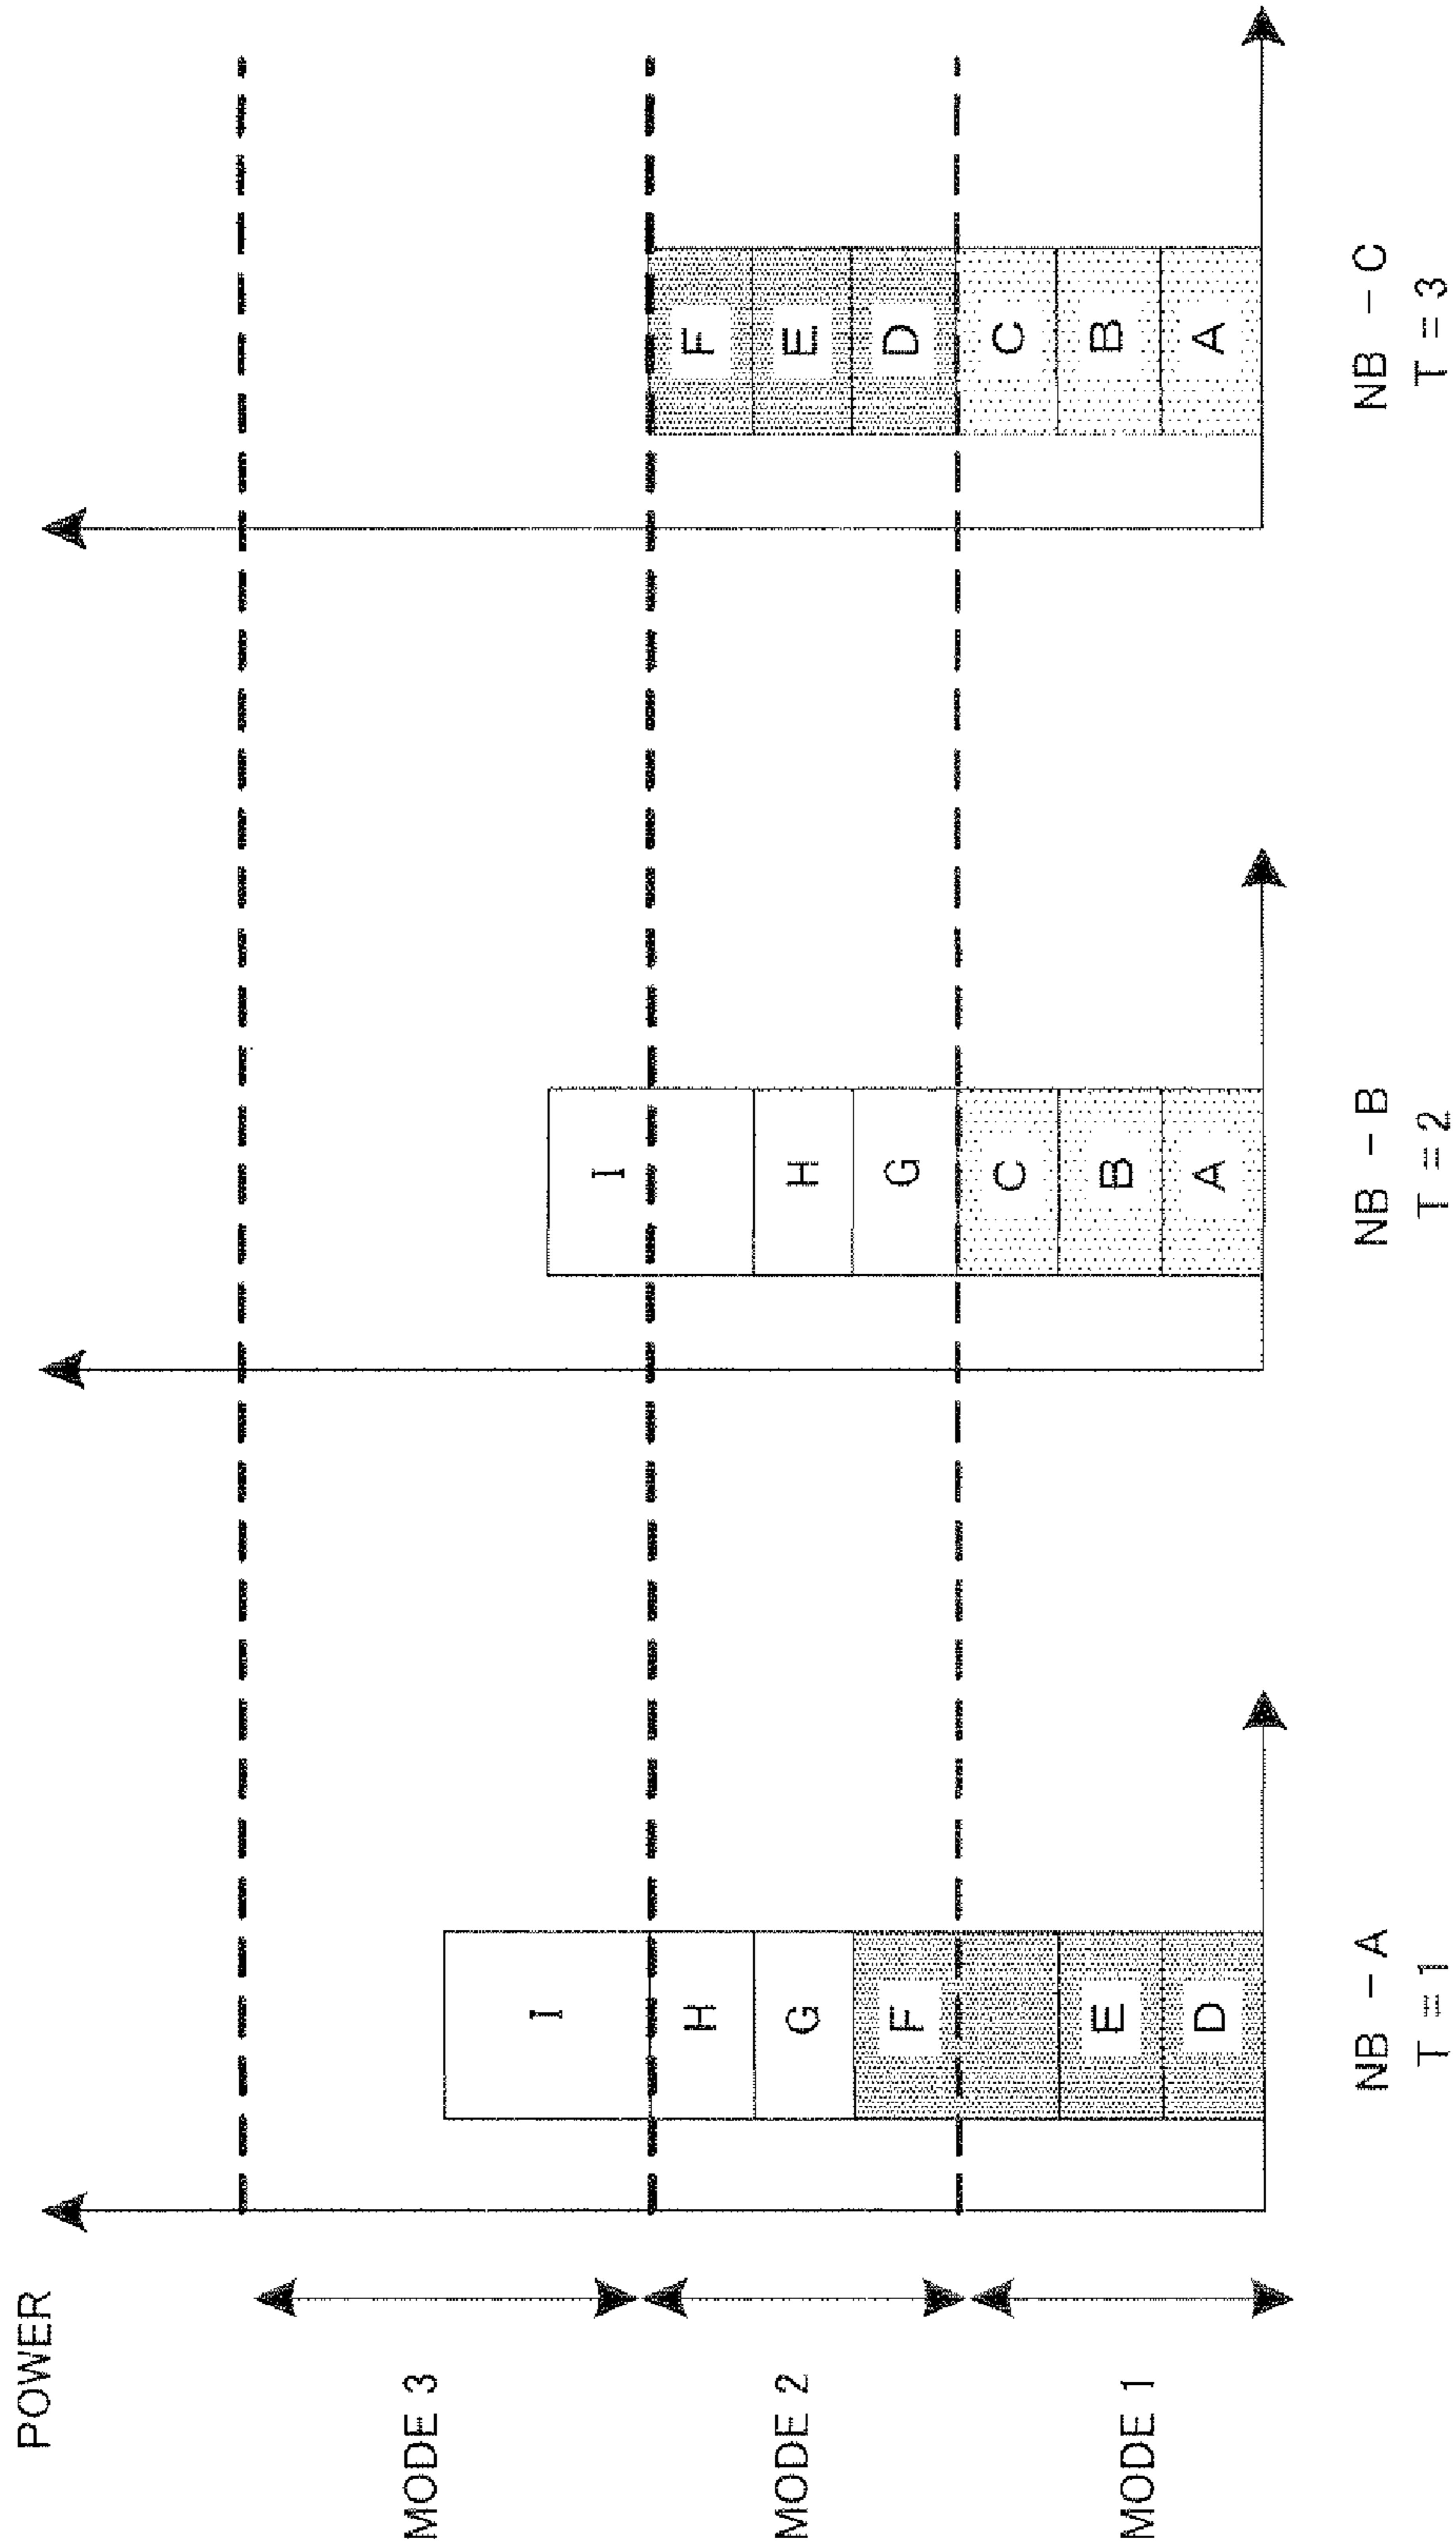 POWER
MODE 3
MODE 2
MODE 1
I
H
G
F
E
D
NB - A
T = 1
I
H
G
C
B
A
NB - B
T = 2
F
E
D
C
B
A
NB - C
T = 3